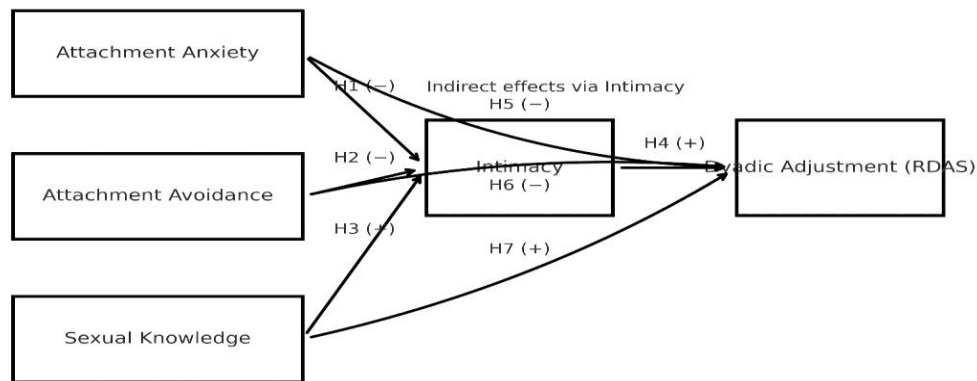 Attachment Anxiety
H1 (−)
Indirect effects via Intimacy
H5 (−)
H4 (+)
H2 (−)
Intimacy
Dyadic Adjustment (RDAS)
H6 (−)
Attachment Avoidance
H3 (+)
H7 (+)
Sexual Knowledge